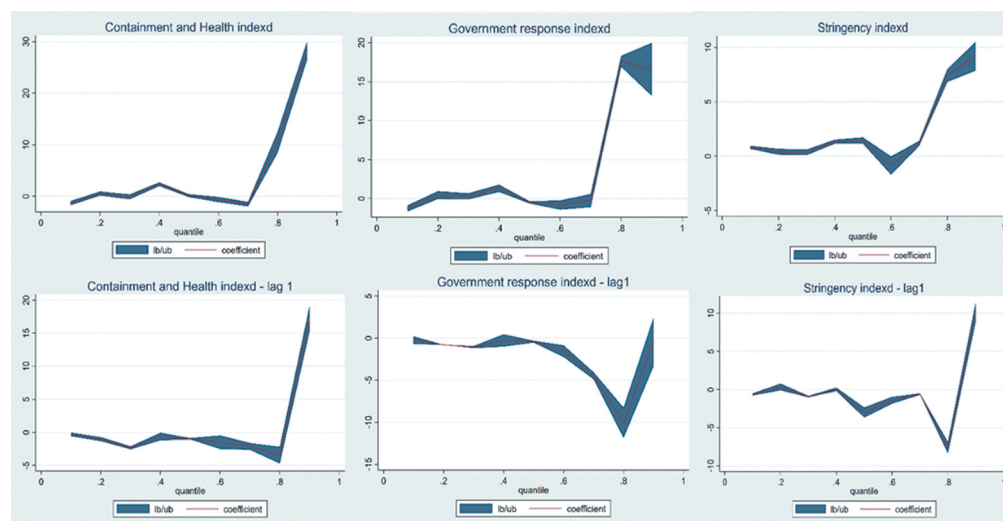 Containment and Health indexd
30
20
10
0
0 .2 .4 .6 .8 1
quantile
lb/ub coefficient
Government response indexd
20
15
10
5
0
0 .2 .4 .6 .8 1
quantile
lb/ub coefficient
Stringency indexd
10
5
0
-5
0 .2 .4 .6 .8 1
quantile
lb/ub coefficient
Containment and Health indexd - lag 1
20
15
10
5
0
-5
0 .2 .4 .6 .8 1
quantile
lb/ub coefficient
Government response indexd - lag1
5
0
-5
-10
-15
0 .2 .4 .6 .8 1
quantile
lb/ub coefficient
Stringency indexd - lag1
10
5
0
-5
-10
0 .2 .4 .6 .8 1
quantile
lb/ub coefficient